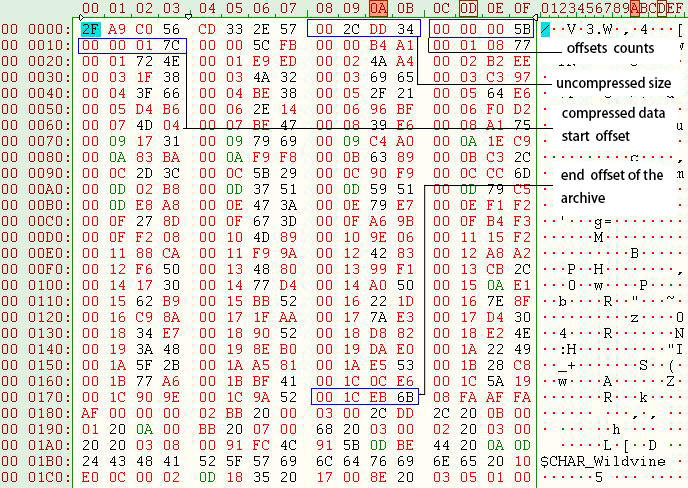 00 01 02 03 04 05 06 07 08 09 0A 0B 0C 0D 0E 0F 0123456789ABCDEF
00 0000: 2F A9 C0 56 CD 33 2E 57 00 2C DD 34 00 00 00 5B /··V·3.W·,·4···[
00 0010: 00 00 01 7C 00 00 5C FB 00 00 B4 A1 00 01 08 77
offsets counts
00 0020: 00 01 72 4E 00 01 E9 ED 00 02 4A A4 00 02 B2 EE
00 0030: 00 03 1F 38 00 03 4A 32 00 03 69 65 00 03 C3 97
uncompressed size
00 0040: 00 04 3F 66 00 04 BE 38 00 05 2F 21 00 05 64 E6
00 0050: 00 05 D4 B6 00 06 2E 14 00 06 96 BF 00 06 F0 D2
compressed data
00 0060: 00 07 4D 04 00 07 BE 47 00 08 39 E6 00 08 A1 75
start offset
00 0070: 00 09 17 31 00 09 79 69 00 09 C4 A0 00 0A 1E C9
00 0080: 00 0A 83 BA 00 0A F9 F8 00 0B 63 89 00 0B C3 2C
00 0090: 00 0C 2D 3C 00 0C 5B 29 00 0C 90 9F 00 0C CC 6D
end offset of the
00 00A0: 00 0D 02 B8 00 0D 37 51 00 0D 59 51 00 0D 79 C5
archive
00 00B0: 00 0D E8 A8 00 0E 47 3A 00 0E 79 E7 00 0E D1 95
00 00C0: 00 0F 27 8D 00 0F 67 3D 00 0F A6 9B 00 0F B4 F3 ··'···g=········
00 00D0: 00 0F F2 08 00 10 4D 89 00 10 9E 06 00 11 15 F2 ······M·········
00 00E0: 00 11 88 CA 00 11 F9 9A 00 12 42 83 00 12 A8 A2 ··········B·····
00 00F0: 00 12 F6 50 00 13 48 80 00 13 99 F1 00 13 CB 2C ···P··H········,
00 0100: 00 14 17 30 00 14 77 D4 00 14 A0 50 00 15 0A E1
00 0110: 00 15 62 B9 00 15 BB 52 00 16 22 1D 00 16 7E 8F ··b····R··"···~·
00 0120: 00 16 C9 8A 00 17 1F AA 00 17 7A E3 00 17 D4 30 ··········z····0
00 0130: 00 18 34 E7 00 18 90 52 00 18 D8 82 00 18 E2 4E ··4····R·······N
00 0140: 00 19 3A 48 00 19 8E B0 00 19 DA E0 00 1A 22 49 ··:H··········"I
00 0150: 00 1A 5F 2B 00 1A A5 81 00 1A E5 53 00 1B 28 C8 ··_+·······S··(·
00 0160: 00 1B 77 A6 00 1B BF 41 00 1C 0C E6 00 1C 5A 19 ··w····A······Z·
00 0170: 00 1C 90 9E 00 1C 9A 52 00 1C EB 6B 08 FA AF FA ·······R···k····
00 0180: AF 00 00 00 02 BB 20 00 03 00 2C DD 2C 20 0B 00
00 0190: 01 20 0A 00 BB 20 07 00 68 20 03 00 02 20 00 00
00 01A0: 20 20 03 08 00 91 FC 4C 91 5B 0D BE 44 20 0A 0D
00 01B0: 24 43 48 41 52 5F 57 69 6C 64 76 69 6E 65 20 10 $CHAR_Wildvine
00 01C0: E0 0C 00 02 0D 18 35 20 17 00 8E 20 03 05 01 00